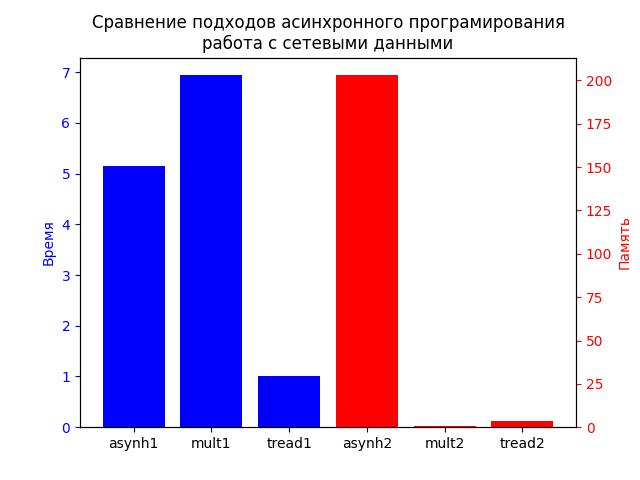 Сравнение подходов асинхронного програмирования
работа с сетевыми данными
Время
7
6
5
4
3
2
1
0
asynh1
mult1
tread1
asynh2
mult2
tread2
200
175
150
125
100
75
50
25
0
Память